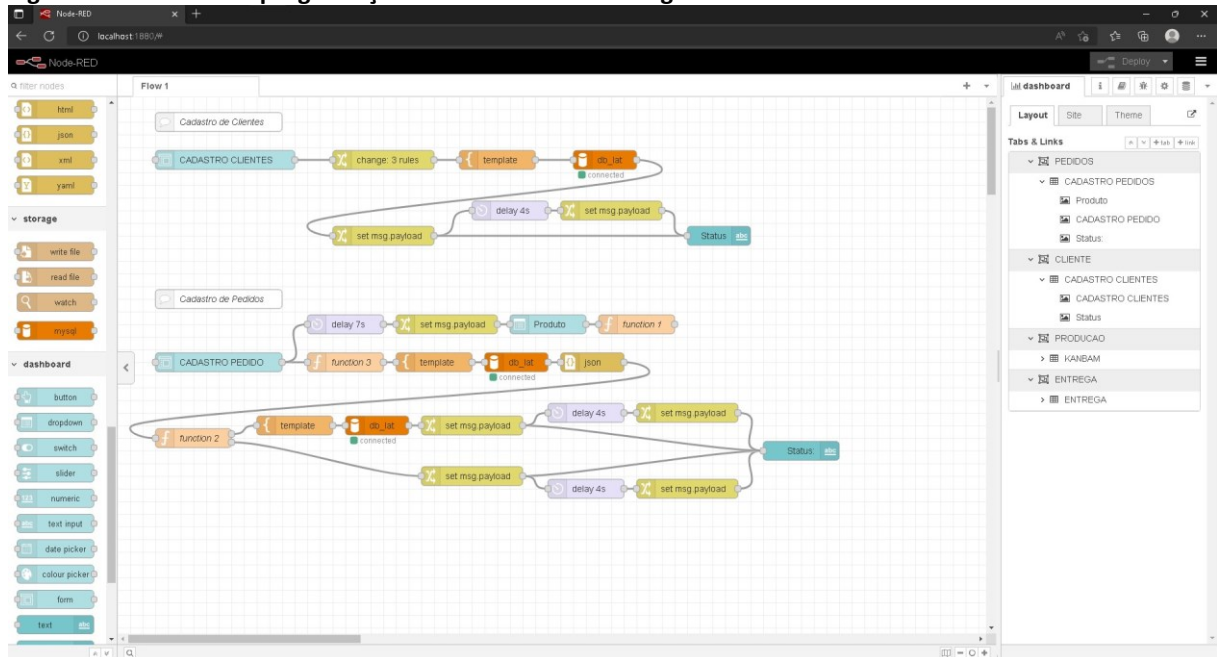 Node-RED
localhost:1880/#
Node-RED
Deploy
filter nodes
html
json
xml
yaml
storage
write file
read file
watch
mysql
dashboard
button
dropdown
switch
slider
numeric
text input
date picker
colour picker
form
text
abc
Flow 1
Cadastro de Clientes
CADASTRO CLIENTES
change: 3 rules
template
db_lat
connected
set msg.payload
delay 4s
set msg.payload
Status
abc
Cadastro de Pedidos
delay 7s
set msg.payload
Produto
function 1
CADASTRO PEDIDO
function 3
template
db_lat
connected
json
function 2
template
db_lat
connected
set msg.payload
delay 4s
set msg.payload
Status:
abc
set msg.payload
delay 4s
set msg.payload
dashboard
Layout
Site
Theme
Tabs & Links
tab
link
PEDIDOS
CADASTRO PEDIDOS
Produto
CADASTRO PEDIDO
Status:
CLIENTE
CADASTRO CLIENTES
CADASTRO CLIENTES
Status
PRODUCAO
KANBAM
ENTREGA
ENTREGA